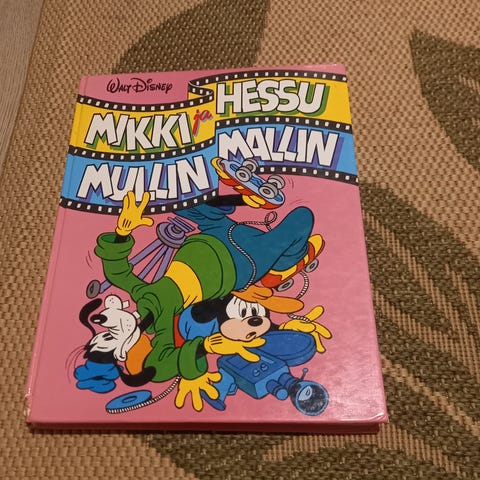 WALT DISNEY
MIKKI ja HESSU
MULLIN MALLIN